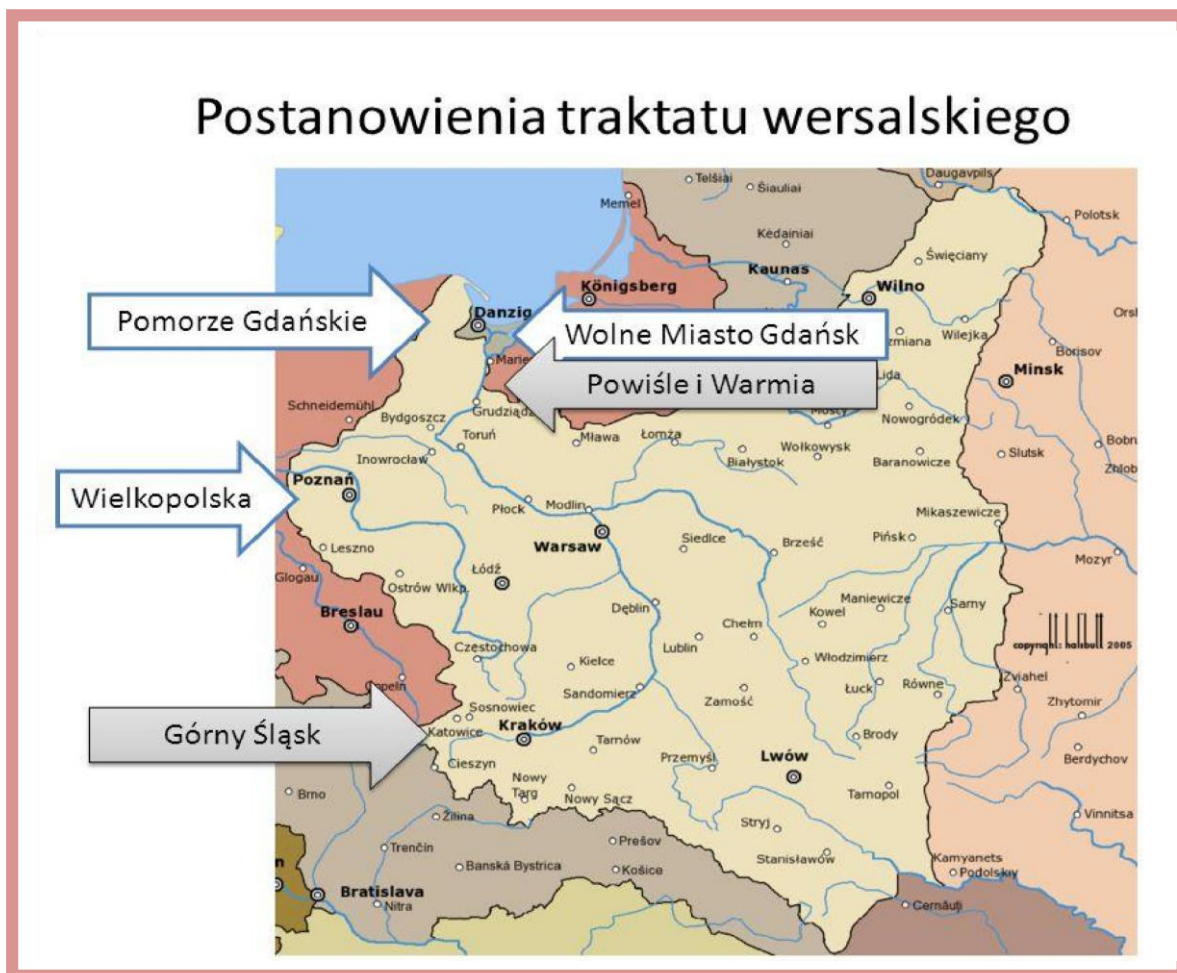 Postanowienia traktatu wersalskiego
Telšiai
Šiauliai
Daugavpils
Memel
Polotsk
Kėdainiai
Święciany
Kaunas
Königsberg
Wilno
Pomorze Gdańskie
Danzig
Wolne Miasto Gdańsk
Wilejka
Borisov
Powiśle i Warmia
Lida
Minsk
Schneidemühl
Bydgoszcz
Grudziądz
Mosty
Nowogródek
Toruń
Mława
Łomża
Wołkowysk
Slutsk
Inowrocław
Białystok
Baranowicze
Poznań
Wielkopolska
Płock
Modlin
Mikaszewicze
Warsaw
Siedlce
Brześć
Pińsk
Leszno
Mozyr
Glogau
Ostrów Wlkp.
Łódź
Maniewicze
Breslau
Dęblin
Kowel
Sarny
Chełm
Lublin
Częstochowa
Kielce
Włodzimierz
copyright: halibutt 2005
Sandomierz
Zamość
Łuck
Równe
Zviahel
Sosnowiec
Zhytomir
Górny Śląsk
Katowice
Kraków
Tarnów
Przemyśl
Lwów
Brody
Berdychov
Cieszyn
Nowy
Targ
Nowy Sącz
Tarnopol
Brno
Žilina
Stryj
Vinnitsa
Trenčín
Prešov
Banská Bystrica
Košice
Stanisławów
Kamyanets
Podolskiy
Bratislava
Nitra
Cernăuți